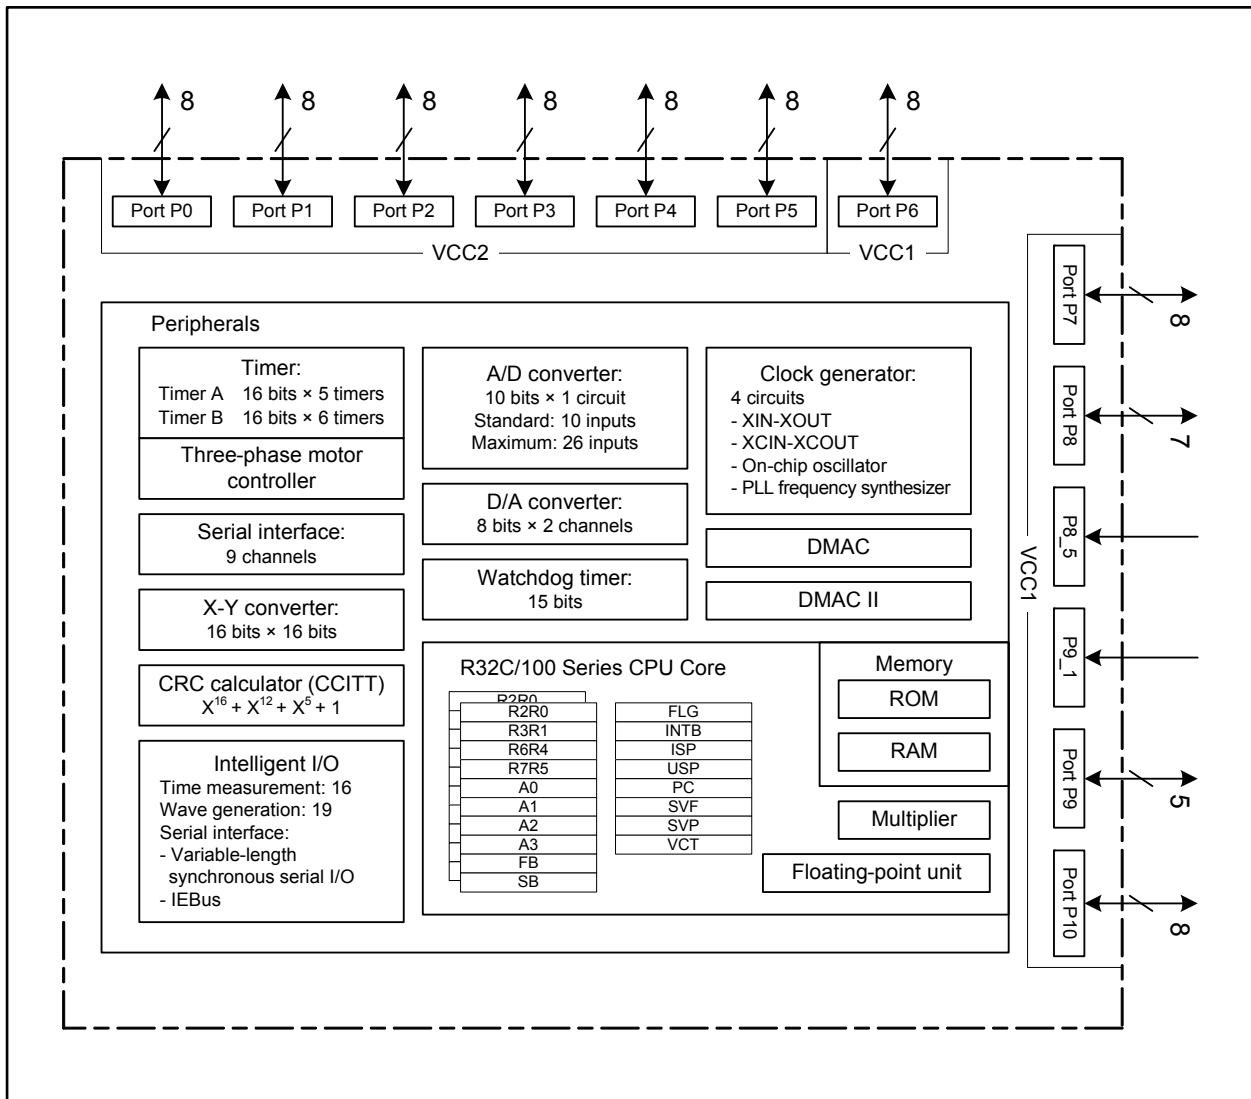 8 8 8 8 8 8 8
Port P0 Port P1 Port P2 Port P3 Port P4 Port P5 Port P6
VCC2 VCC1
Peripherals
Timer:
Timer A 16 bits × 5 timers
Timer B 16 bits × 6 timers
Three-phase motor
controller
Serial interface:
9 channels
X-Y converter:
16 bits × 16 bits
CRC calculator (CCITT)
X^16 + X^12 + X^5 + 1
Intelligent I/O
Time measurement: 16
Wave generation: 19
Serial interface:
- Variable-length
synchronous serial I/O
- IEBus
A/D converter:
10 bits × 1 circuit
Standard: 10 inputs
Maximum: 26 inputs
D/A converter:
8 bits × 2 channels
Watchdog timer:
15 bits
Clock generator:
4 circuits
- XIN-XOUT
- XCIN-XCOUT
- On-chip oscillator
- PLL frequency synthesizer
DMAC
DMAC II
R32C/100 Series CPU Core
R2R0
R2R0
R3R1
R6R4
R7R5
A0
A1
A2
A3
FB
SB
FLG
INTB
ISP
USP
PC
SVF
SVP
VCT
Memory
ROM
RAM
Multiplier
Floating-point unit
VCC1
Port P7
8
Port P8
7
P8_5
P9_1
Port P9
5
Port P10
8